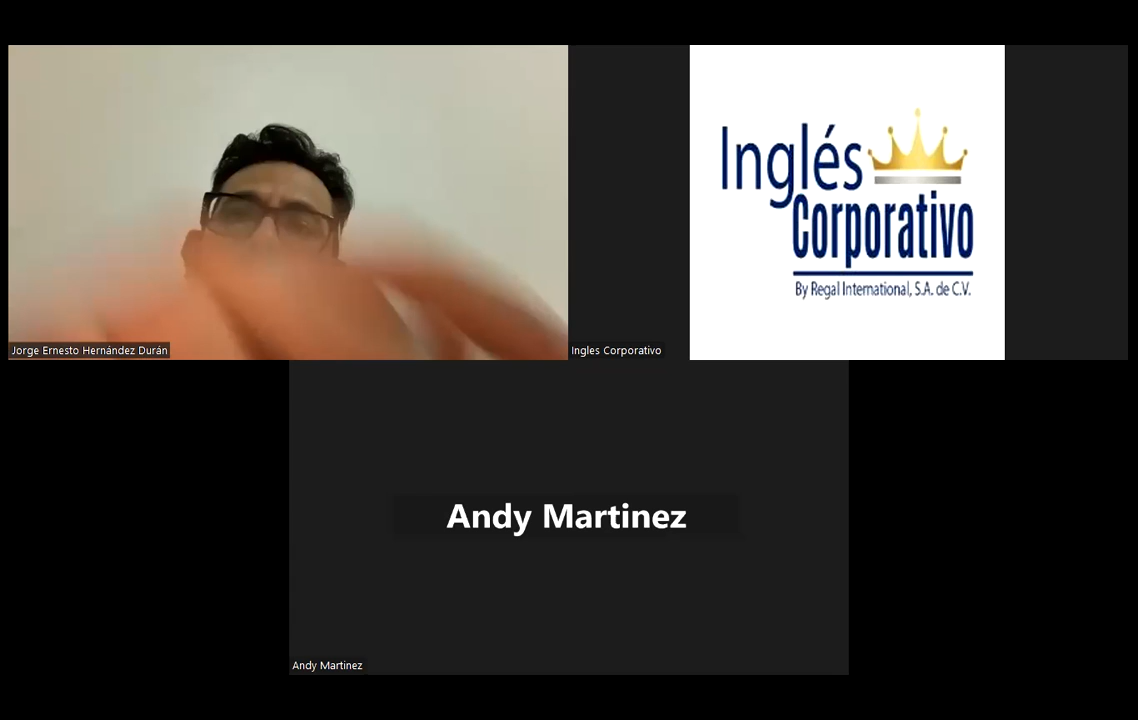 Inglés
Corporativo
By Regal International, S.A. de C.V.
Jorge Ernesto Hernández Durán
Ingles Corporativo
Andy Martinez
Andy Martinez